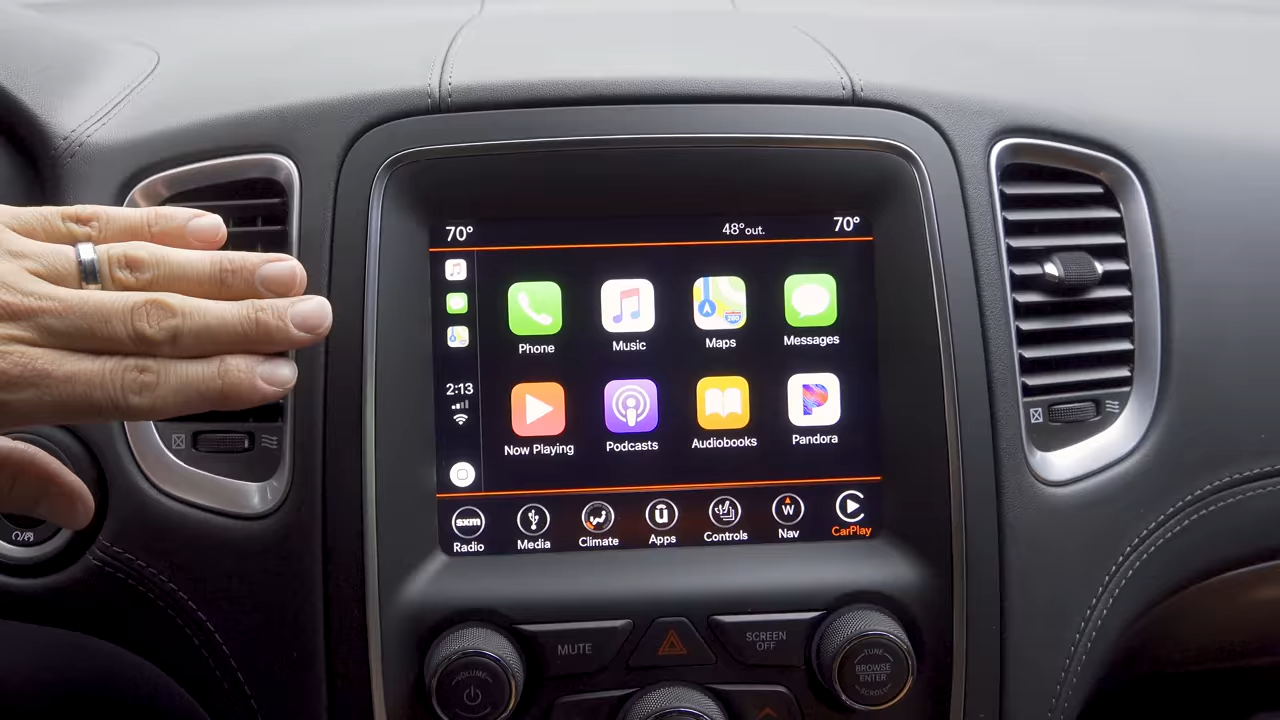 70° 48°out. 70°
Phone Music Maps Messages
2:13
Now Playing Podcasts Audiobooks Pandora
sxm ū W
Radio Media Climate Apps Controls Nav CarPlay
MUTE SCREEN OFF
VOLUME
TUNE
BROWSE
ENTER
SCROLL